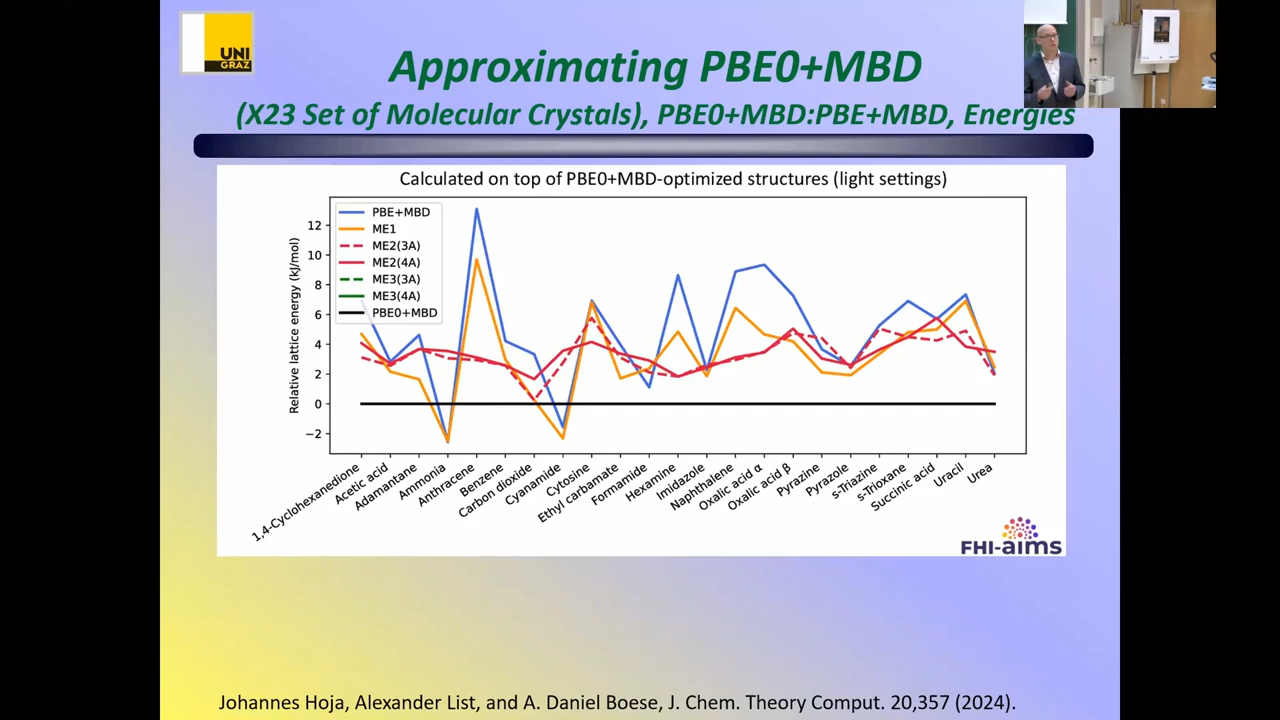 UNI
GRAZ
Approximating PBE0+MBD
(X23 Set of Molecular Crystals), PBE0+MBD:PBE+MBD, Energies
Calculated on top of PBE0+MBD-optimized structures (light settings)
PBE+MBD
ME1
ME2(3A)
ME2(4A)
ME3(3A)
ME3(4A)
PBE0+MBD
Relative lattice energy (kJ/mol)
12
10
8
6
4
2
0
−2
1,4-Cyclohexanedione
Acetic acid
Adamantane
Ammonia
Anthracene
Benzene
Carbon dioxide
Cyanamide
Cytosine
Ethyl carbamate
Formamide
Hexamine
Imidazole
Naphthalene
Oxalic acid α
Oxalic acid β
Pyrazine
Pyrazole
s-Triazine
s-Trioxane
Succinic acid
Uracil
Urea
FHI-aims
Johannes Hoja, Alexander List, and A. Daniel Boese, J. Chem. Theory Comput. 20,357 (2024).